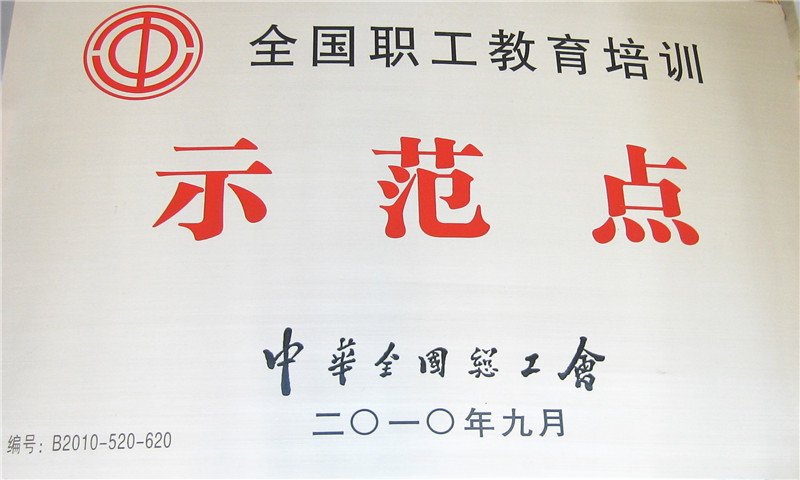 全国职工教育培训
示范点
中華全國總工會
二〇一〇年九月
编号：B2010-520-620